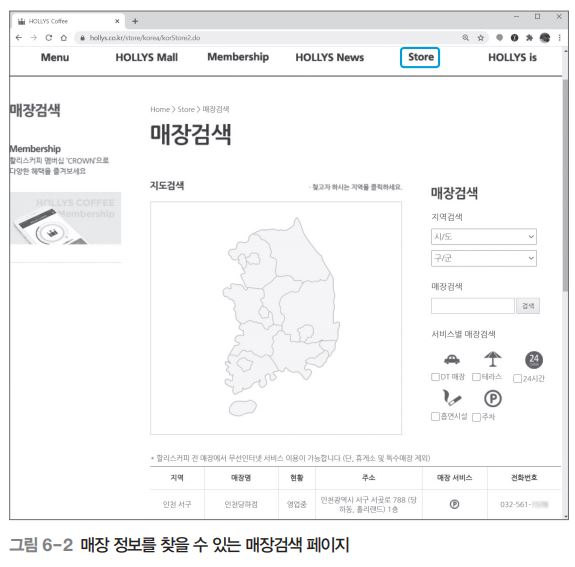 HOLLYS Coffee
hollys.co.kr/store/korea/korStore2.do
Menu HOLLYS Mall Membership HOLLYS News Store HOLLYS is
매장검색
Membership
할리스커피 멤버십 'CROWN'으로
다양한 혜택을 즐겨보세요
HOLLYS COFFEE
Membership
Home > Store > 매장검색
매장검색
지도검색
· 찾고자 하시는 지역을 클릭하세요.
매장검색
지역검색
시/도
구/군
매장검색
검색
서비스별 매장검색
24
DT 매장 테라스 24시간
P
흡연시설 주차
* 할리스커피 전 매장에서 무선인터넷 서비스 이용이 가능합니다 (단, 휴게소 및 특수매장 제외)
지역 매장명 현황 주소 매장 서비스 전화번호
인천 서구 인천당하점 영업중 인천광역시 서구 서곶로 788 (당하동, 홀리랜드) 1층 P 032-561-
그림 6-2 매장 정보를 찾을 수 있는 매장검색 페이지